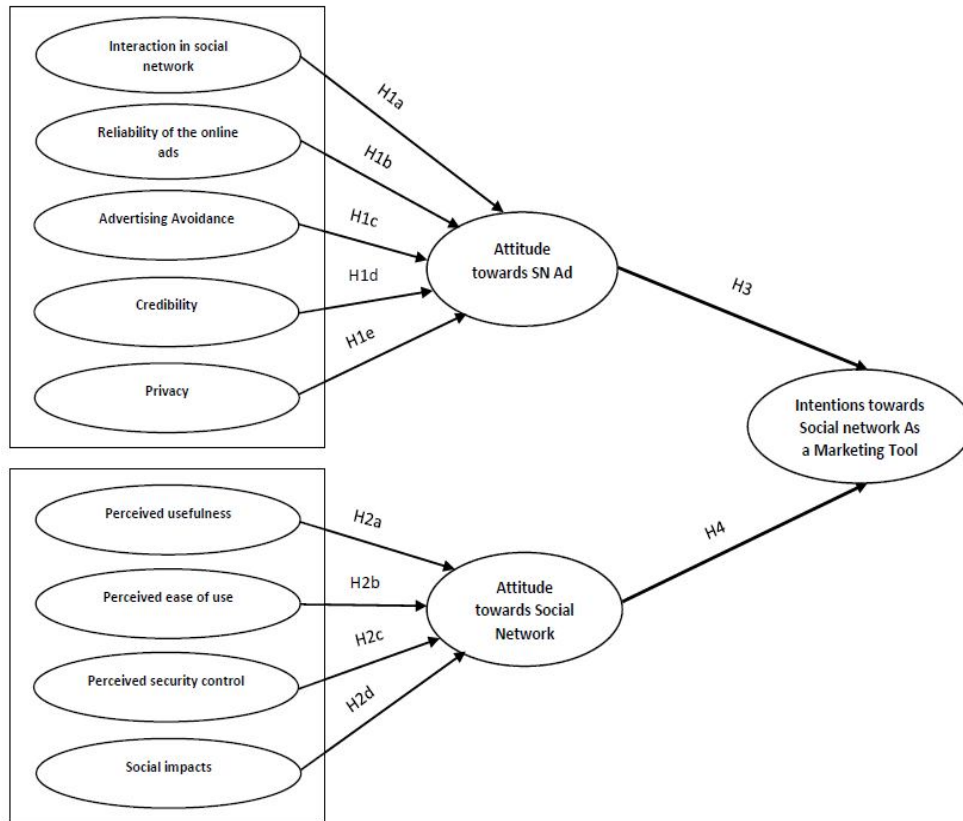 Interaction in social
network
H1a
Reliability of the online
ads
H1b
Advertising Avoidance
H1c
Credibility
H1d
Privacy
H1e
Attitude
towards SN Ad
H3
Intentions towards
Social network As
a Marketing Tool
Perceived usefulness
H2a
Perceived ease of use
H2b
Perceived security control
H2c
Social impacts
H2d
Attitude
towards Social
Network
H4